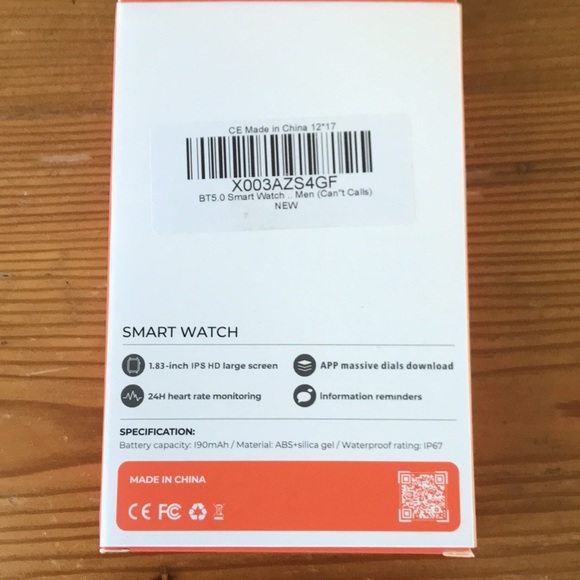 CE Made in China 12*17
X003AZS4GF
BT5.0 Smart Watch .. Men (Can"t Calls)
NEW
SMART WATCH
1.83-inch IPS HD large screen
APP massive dials download
24H heart rate monitoring
Information reminders
SPECIFICATION:
Battery capacity: 190mAh / Material: ABS+silica gel / Waterproof rating: IP67
MADE IN CHINA
CE FC